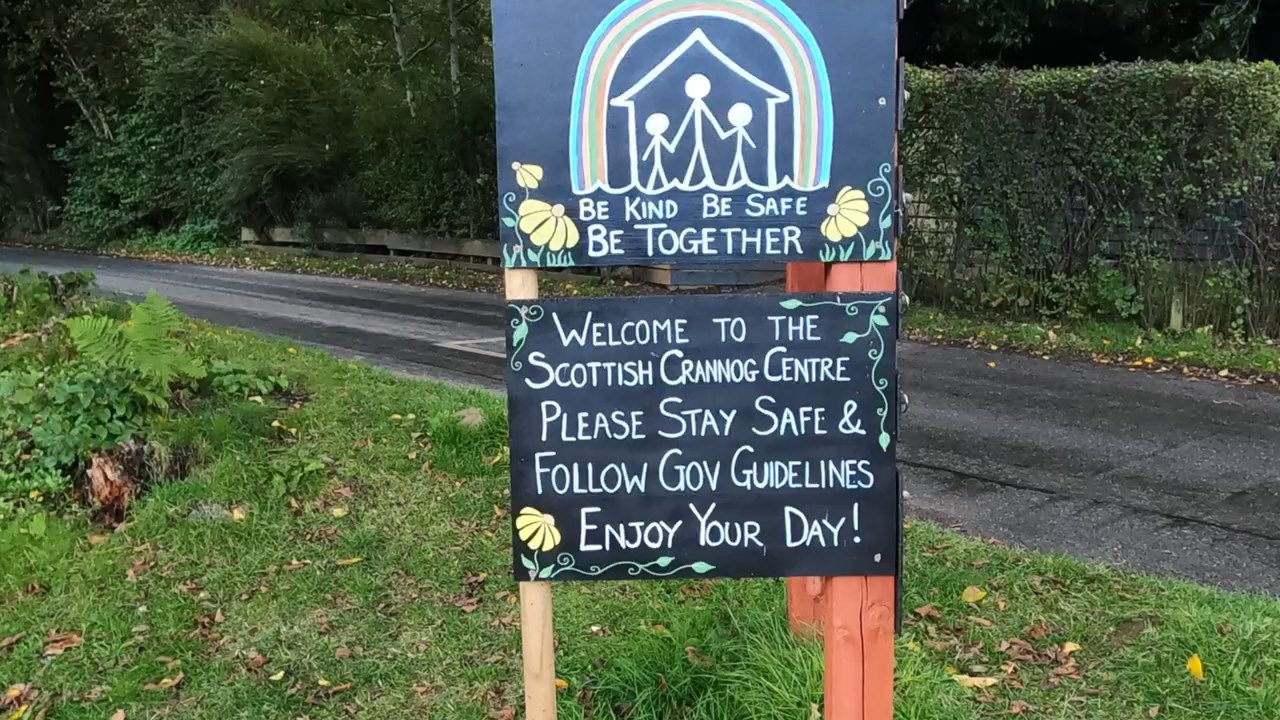 Be Kind Be Safe
Be Together
Welcome to the
Scottish Crannog Centre
Please Stay Safe &
Follow Gov Guidelines
Enjoy Your Day!